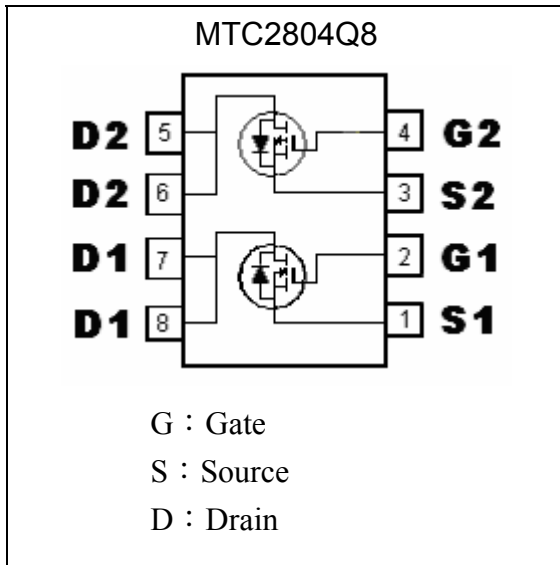 MTC2804Q8
D2 5 4 G2
D2 6 3 S2
D1 7 2 G1
D1 8 1 S1
G：Gate
S：Source
D：Drain